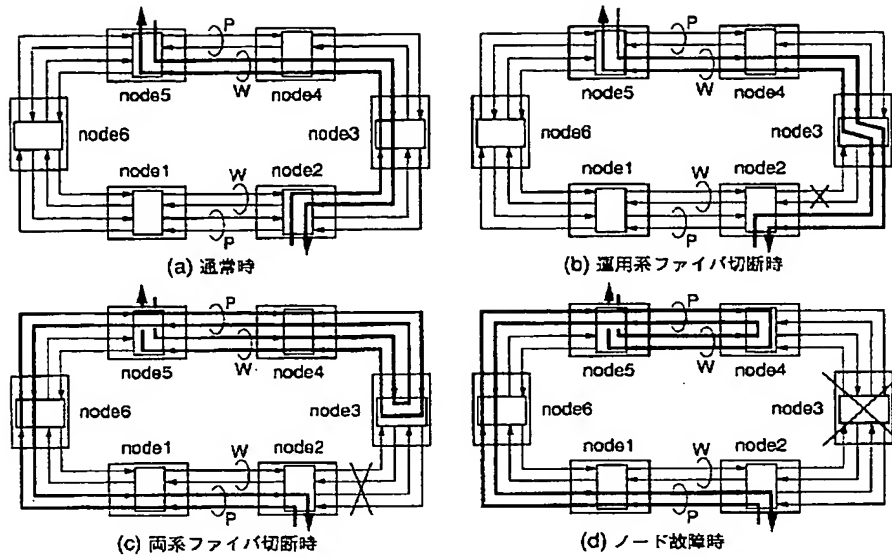 P
node5
node4
W
node6
node3
node1
node2
W
P
(a) 通常時
P
node5
node4
W
node6
node3
node1
node2
W
P
(b) 運用系ファイバ切断時
P
node5
node4
W
node6
node3
node1
node2
W
P
(c) 両系ファイバ切断時
P
node5
node4
W
node6
node3
node1
node2
W
P
(d) ノード故障時